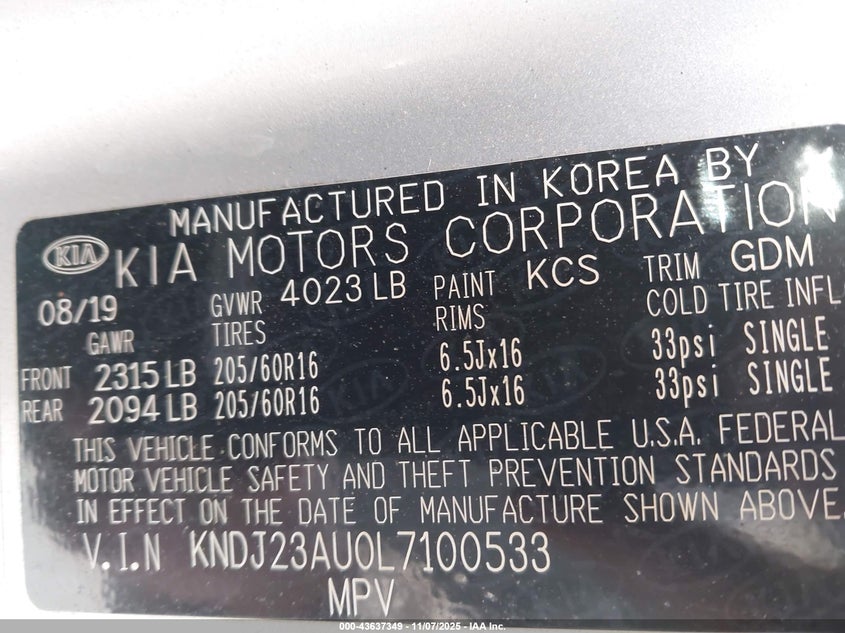 MANUFACTURED IN KOREA BY
KIA KIA MOTORS CORPORATION
08/19 GVWR 4023 LB PAINT KCS TRIM GDM
GAWR TIRES RIMS COLD TIRE INFL
FRONT 2315 LB 205/60R16 6.5Jx16 33psi SINGLE
REAR 2094 LB 205/60R16 6.5Jx16 33psi SINGLE
THIS VEHICLE CONFORMS TO ALL APPLICABLE U.S.A. FEDERAL
MOTOR VEHICLE SAFETY AND THEFT PREVENTION STANDARDS
IN EFFECT ON THE DATE OF MANUFACTURE SHOWN ABOVE.
V.I.N KNDJ23AU0L7100533
MPV
000-43637349 - 11/07/2025 - IAA Inc.